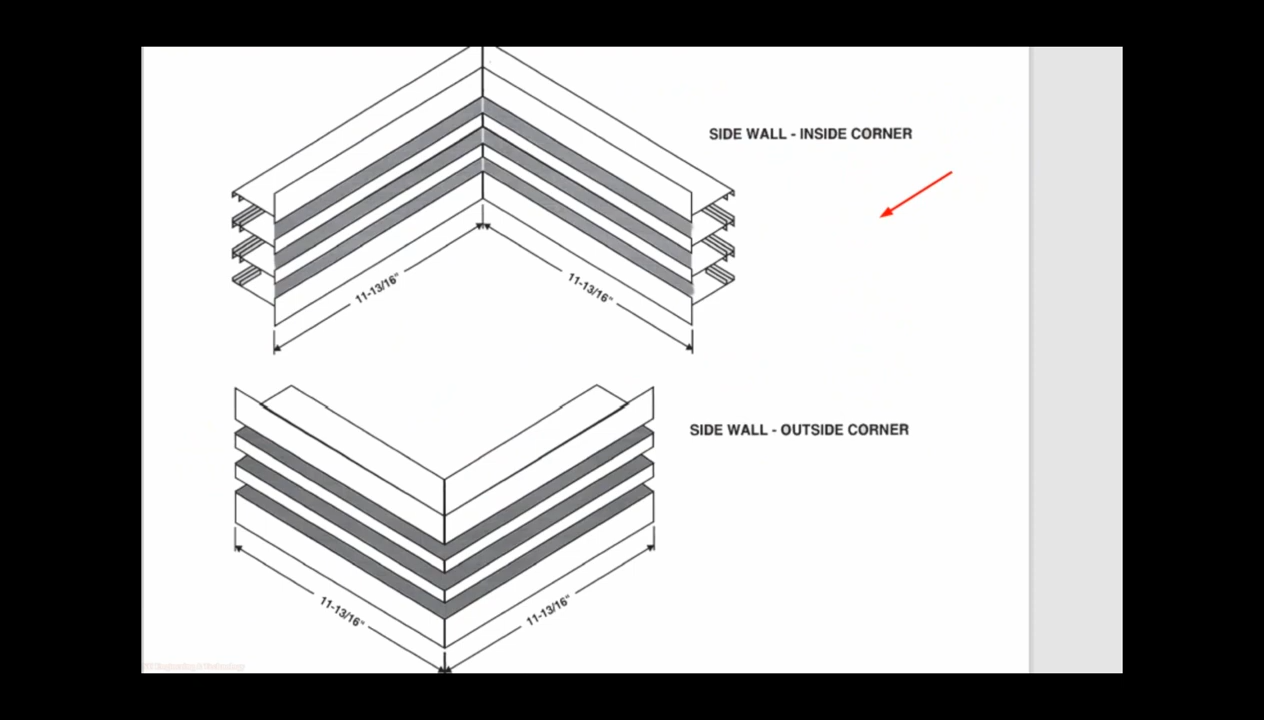 SIDE WALL - INSIDE CORNER
11-13/16"
11-13/16"
SIDE WALL - OUTSIDE CORNER
11-13/16"
11-13/16"